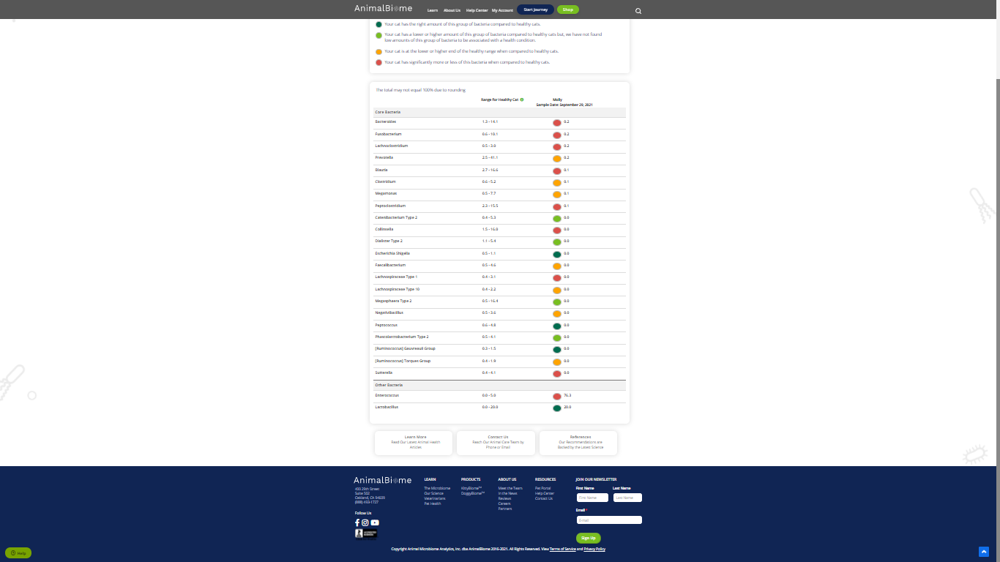 AnimalBiome
Learn About Us Help Center My Account Start Journey Shop
Your cat has the right amount of this group of bacteria compared to healthy cats.
Your cat has a lower or higher amount of this group of bacteria compared to healthy cats but, we have not found
low amounts of this group of bacteria to be associated with a health condition.
Your cat is at the lower or higher end of the healthy range when compared to healthy cats.
Your cat has significantly more or less of this bacteria when compared to healthy cats.
The total may not equal 100% due to rounding
Range for Healthy Cat Molly
Sample Date: September 29, 2021
Core Bacteria
Bacteroides 1.3 - 14.1 0.2
Fusobacterium 0.6 - 10.1 0.2
Lachnoclostridium 0.5 - 3.0 0.2
Prevotella 2.5 - 41.1 0.2
Blautia 2.7 - 16.6 0.1
Clostridium 0.6 - 5.2 0.1
Megamonas 0.5 - 7.7 0.1
Peptoclostridium 2.3 - 15.5 0.1
Catenibacterium Type 2 0.4 - 5.3 0.0
Collinsella 1.5 - 16.0 0.0
Dialister Type 2 1.1 - 5.4 0.0
Escherichia Shigella 0.5 - 1.1 0.0
Faecalibacterium 0.5 - 4.6 0.0
Lachnospiraceae Type 1 0.4 - 3.1 0.0
Lachnospiraceae Type 10 0.4 - 2.2 0.0
Megasphaera Type 2 0.5 - 16.4 0.0
Negativibacillus 0.5 - 3.6 0.0
Peptococcus 0.6 - 4.8 0.0
Phascolarctobacterium Type 2 0.5 - 4.1 0.0
[Ruminococcus] Gauvreauii Group 0.3 - 1.5 0.0
[Ruminococcus] Torques Group 0.4 - 1.9 0.0
Sutterella 0.4 - 4.1 0.0
Other Bacteria
Enterococcus 0.0 - 5.0 76.3
Lactobacillus 0.0 - 20.0 20.0
Learn More
Read Our Latest Animal Health
Articles
Contact Us
Reach Our Animal Care Team by
Phone or Email
References
Our Recommendations are
Backed by the Latest Science
AnimalBiome
400 29th Street
Suite 502
Oakland, CA 94609
(888) 493-1727
Follow Us
LEARN
The Microbiome
Our Science
Veterinarians
Pet Health
PRODUCTS
KittyBiome™
DoggyBiome™
ABOUT US
Meet the Team
In the News
Reviews
Careers
Partners
RESOURCES
Pet Portal
Help Center
Contact Us
JOIN OUR NEWSLETTER
First Name Last Name
First Name Last Name
Email*
E-mail
Sign Up
Copyright Animal Microbiome Analytics, Inc. dba AnimalBiome 2016-2021. All Rights Reserved. View Terms of Service and Privacy Policy
Help